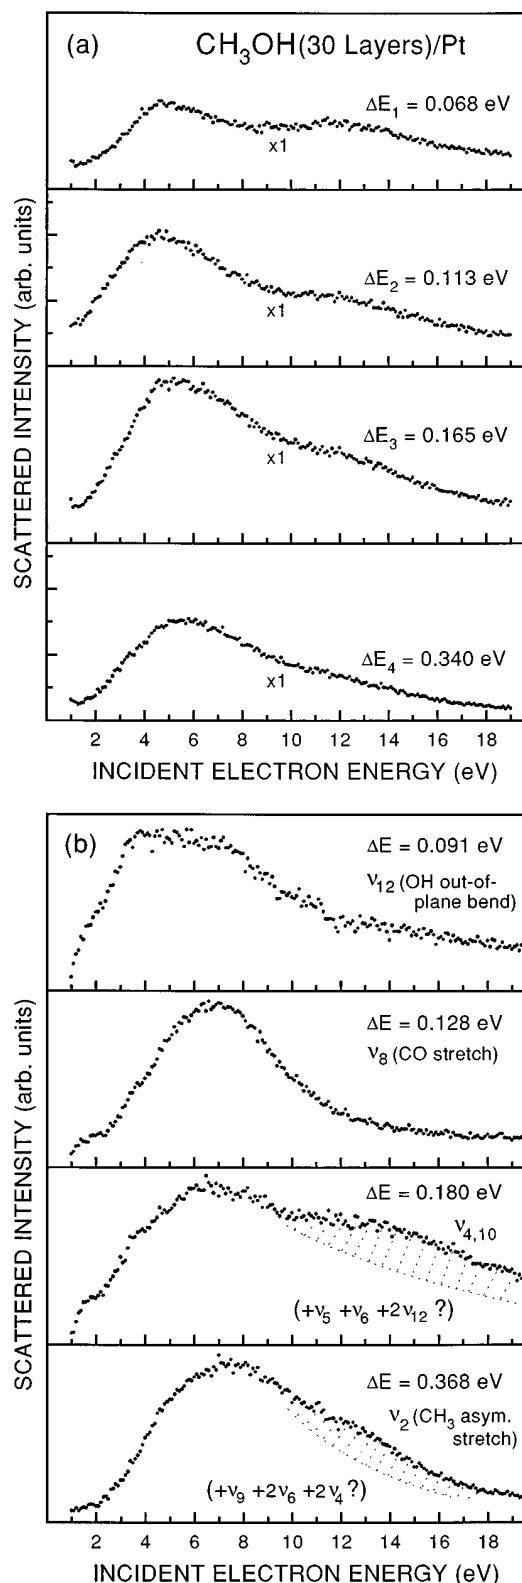 (a) CH₃OH(30 Layers)/Pt
ΔE₁ = 0.068 eV
x1
ΔE₂ = 0.113 eV
x1
ΔE₃ = 0.165 eV
x1
ΔE₄ = 0.340 eV
x1
SCATTERED INTENSITY (arb. units)
2 4 6 8 10 12 14 16 18
INCIDENT ELECTRON ENERGY (eV)
(b)
ΔE = 0.091 eV
ν₁₂ (OH out-of-
plane bend)
ΔE = 0.128 eV
ν₈ (CO stretch)
ΔE = 0.180 eV
ν₄,₁₀
(+ν₅ +ν₆ +2ν₁₂ ?)
ΔE = 0.368 eV
ν₂ (CH₃ asym.
stretch)
(+ν₉ +2ν₆ +2ν₄?)
SCATTERED INTENSITY (arb. units)
2 4 6 8 10 12 14 16 18
INCIDENT ELECTRON ENERGY (eV)